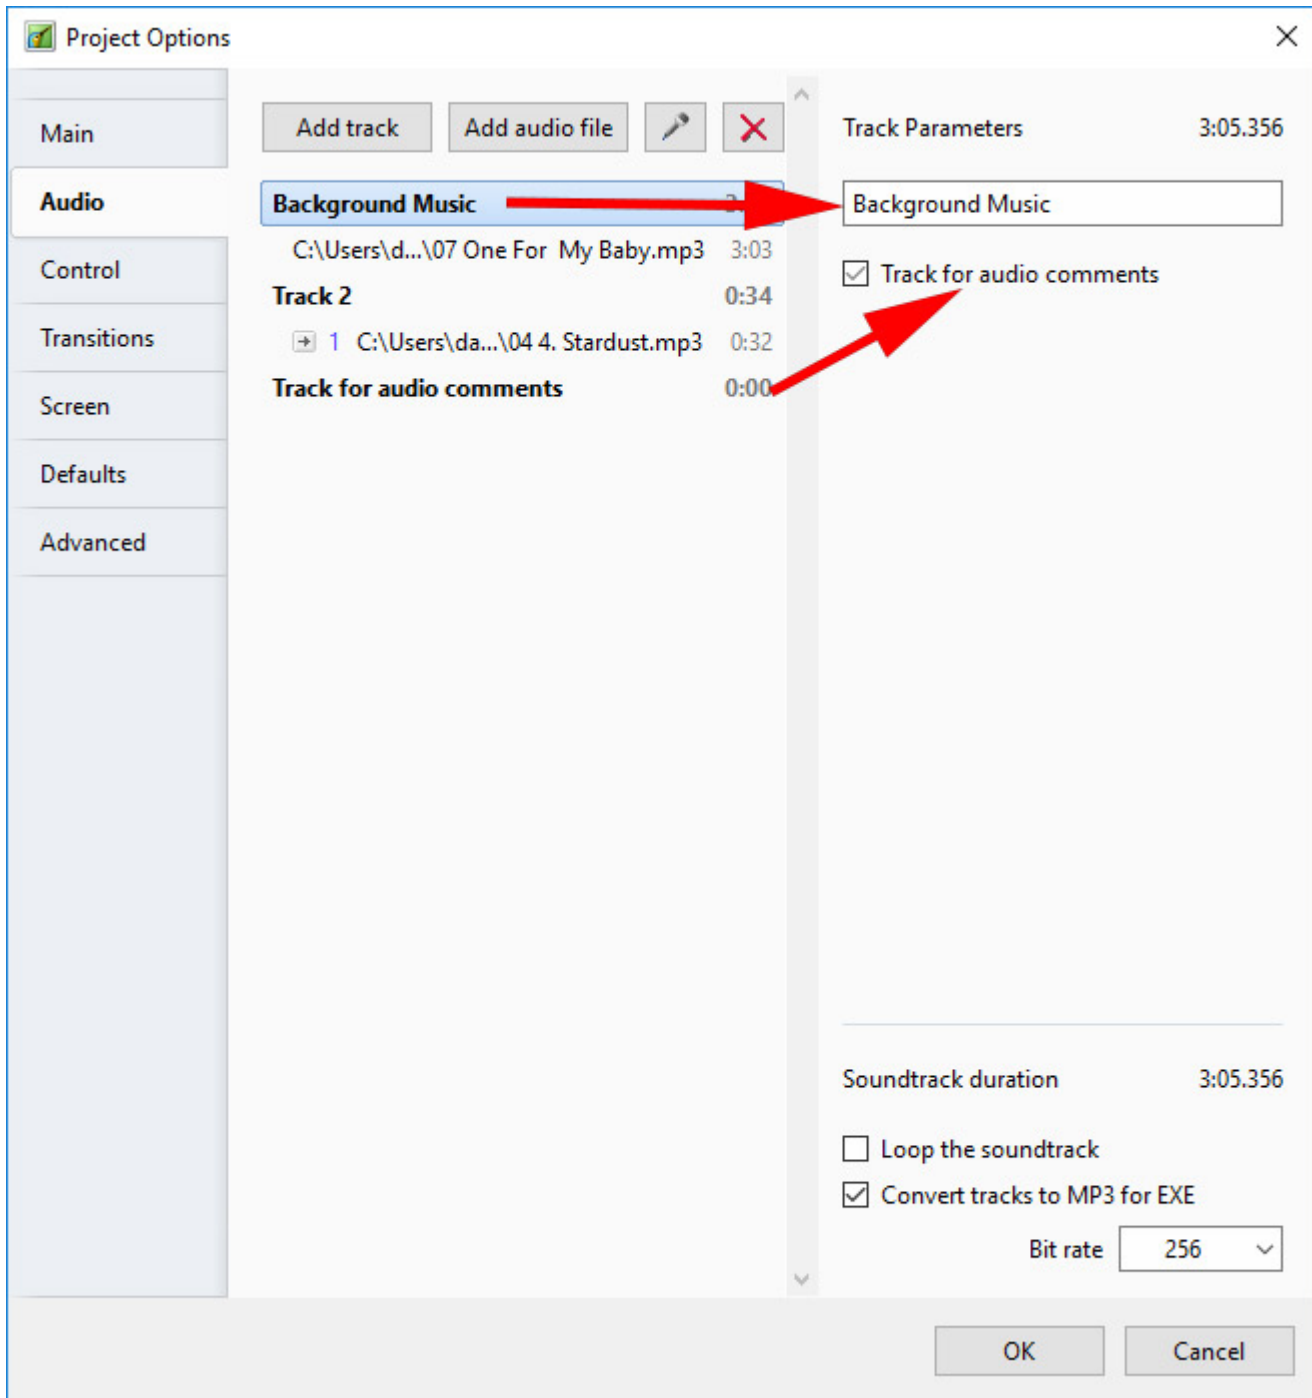 Project Options
Main
Audio
Control
Transitions
Screen
Defaults
Advanced
Add track Add audio file
Background Music
C:\Users\d...\07 One For My Baby.mp3 3:03
Track 2 0:34
1 C:\Users\da...\04 4. Stardust.mp3 0:32
Track for audio comments 0:00
Track Parameters 3:05.356
Background Music
Track for audio comments
Soundtrack duration 3:05.356
Loop the soundtrack
Convert tracks to MP3 for EXE
Bit rate 256
OK Cancel